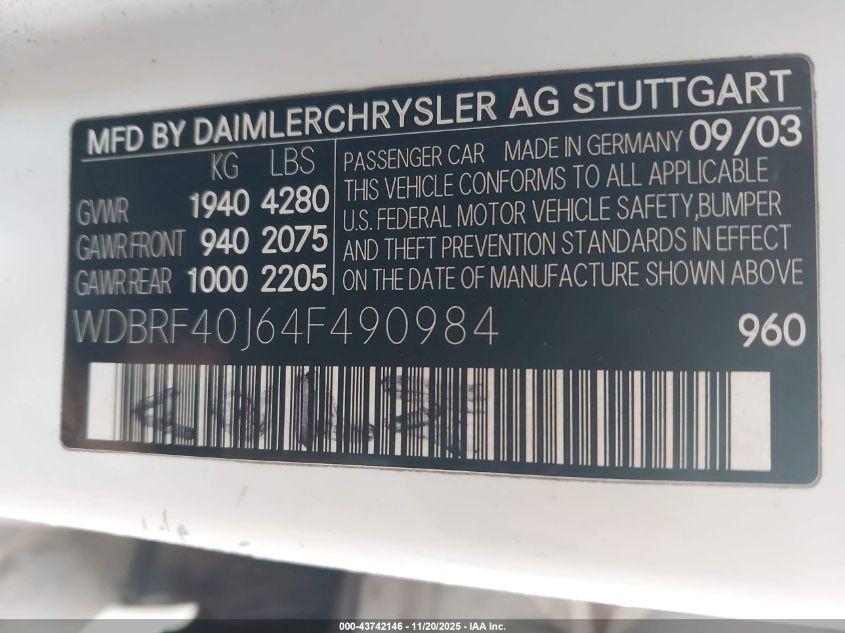 MFD BY DAIMLERCHRYSLER AG STUTTGART
KG LBS
GVWR 1940 4280
GAWR FRONT 940 2075
GAWR REAR 1000 2205
PASSENGER CAR MADE IN GERMANY 09/03
THIS VEHICLE CONFORMS TO ALL APPLICABLE
U.S. FEDERAL MOTOR VEHICLE SAFETY,BUMPER
AND THEFT PREVENTION STANDARDS IN EFFECT
ON THE DATE OF MANUFACTURE SHOWN ABOVE
WDBRF40J64F490984 960
000-43742146 - 11/20/2025 - IAA Inc.